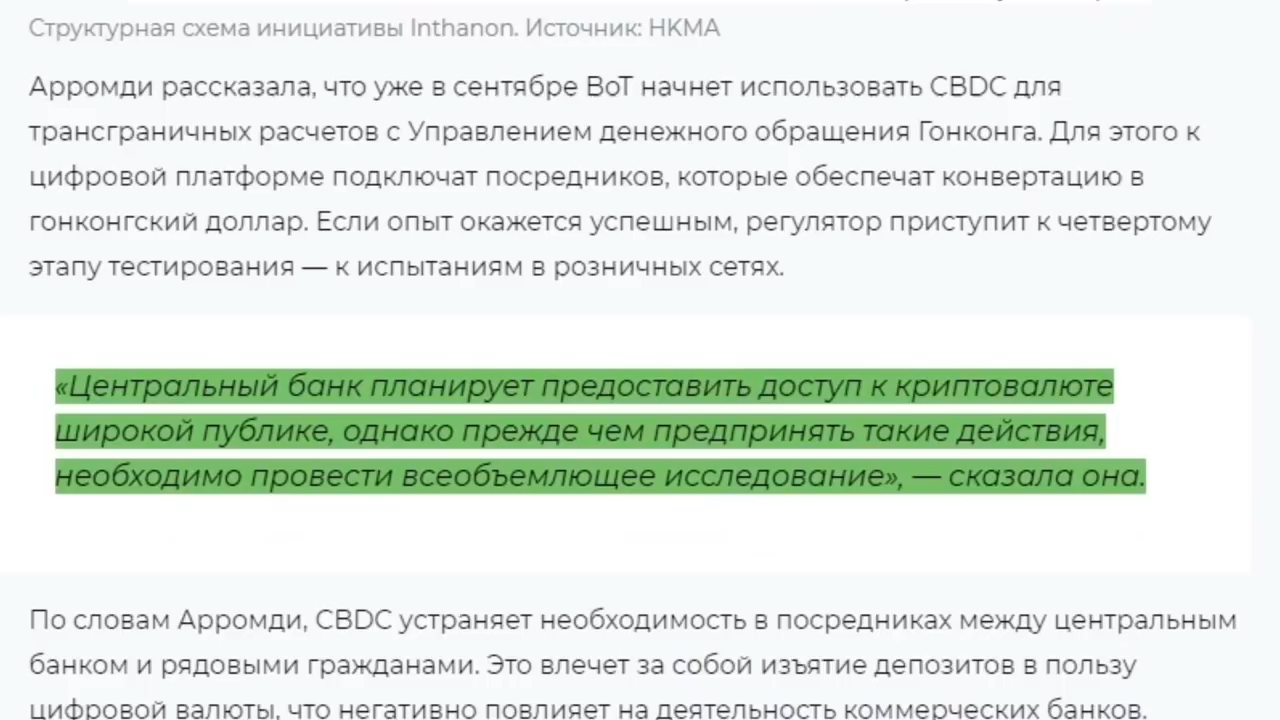 Структурная схема инициативы Inthanon. Источник: HKMA
Арромди рассказала, что уже в сентябре BoT начнет использовать CBDC для
трансграничных расчетов с Управлением денежного обращения Гонконга. Для этого к
цифровой платформе подключат посредников, которые обеспечат конвертацию в
гонконгский доллар. Если опыт окажется успешным, регулятор приступит к четвертому
этапу тестирования — к испытаниям в розничных сетях.
«Центральный банк планирует предоставить доступ к криптовалюте
широкой публике, однако прежде чем предпринять такие действия,
необходимо провести всеобъемлющее исследование», — сказала она.
По словам Арромди, CBDC устраняет необходимость в посредниках между центральным
банком и рядовыми гражданами. Это влечет за собой изъятие депозитов в пользу
цифровой валюты, что негативно повлияет на деятельность коммерческих банков.